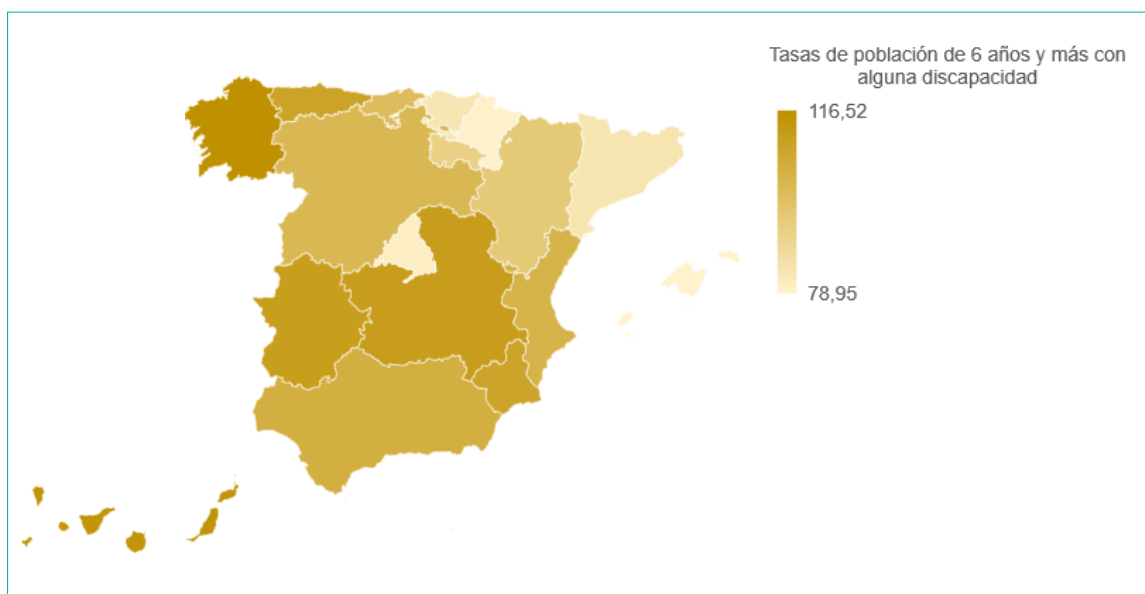 Tasas de población de 6 años y más con
alguna discapacidad
116,52
78,95